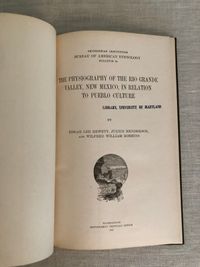 SMITHSONIAN INSTITUTION
BUREAU OF AMERICAN ETHNOLOGY
BULLETIN 54
THE PHYSIOGRAPHY OF THE RIO GRANDE
VALLEY, NEW MEXICO, IN RELATION
TO PUEBLO CULTURE
LIBRARY, UNIVERSITY OF MARYLAND
BY
EDGAR LEE HEWETT, JUNIUS HENDERSON,
AND WILFRED WILLIAM ROBBINS
WASHINGTON
GOVERNMENT PRINTING OFFICE